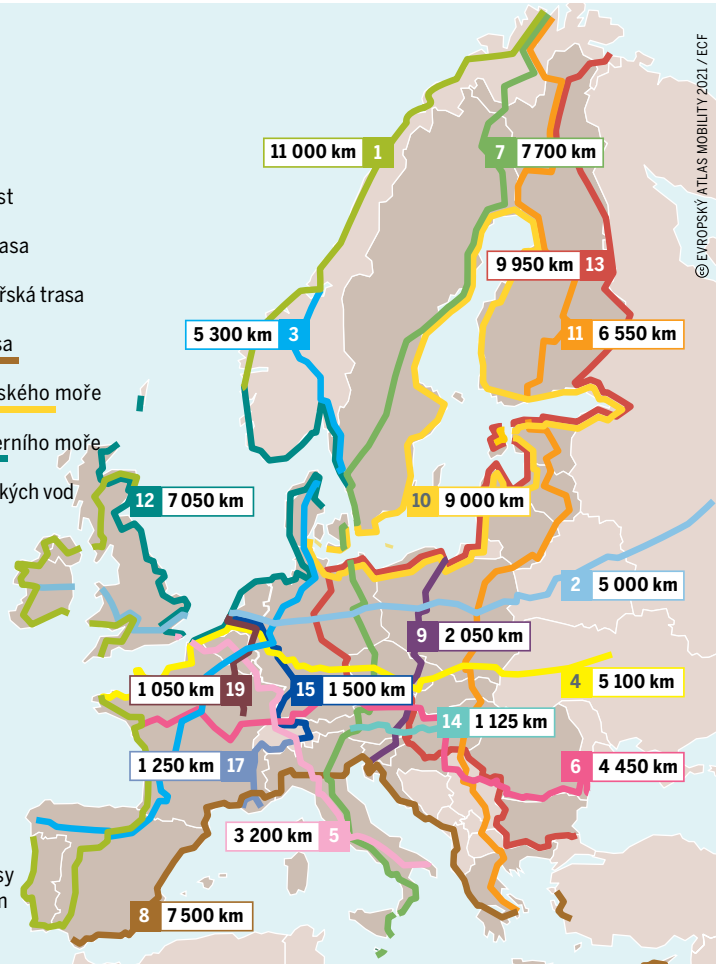 © EVROPSKÝ ATLAS MOBILITY 2021 / ECF
11 000 km 1
7 7 700 km
st
asa
9 950 km 13
řská trasa
5 300 km 3
11 6 550 km
sa
ského moře
erního moře
kých vod
12 7 050 km
10 9 000 km
2 5 000 km
9 2 050 km
1 050 km 19
15 1 500 km
4 5 100 km
14 1 125 km
1 250 km 17
6 4 450 km
3 200 km 5
sy
m
8 7 500 km